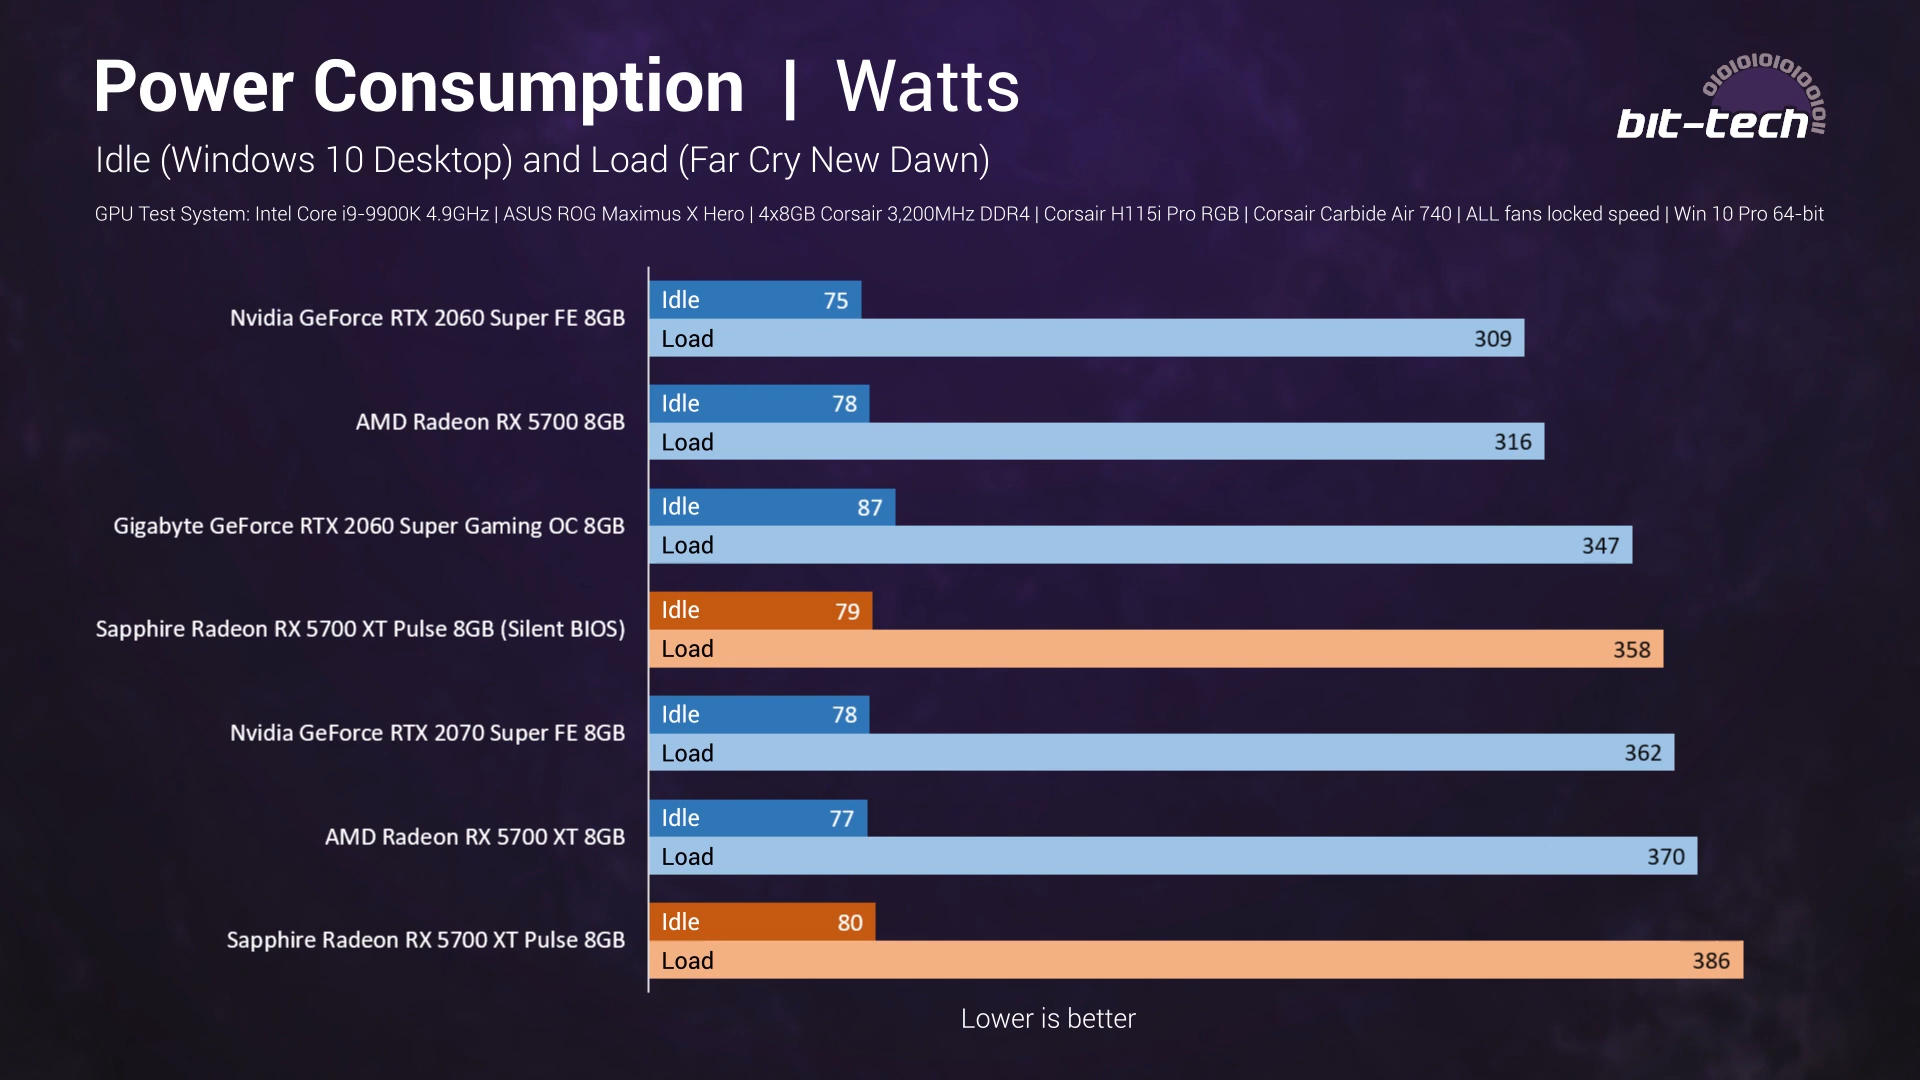 Power Consumption | Watts
Idle (Windows 10 Desktop) and Load (Far Cry New Dawn)
bit-tech
GPU Test System: Intel Core i9-9900K 4.9GHz | ASUS ROG Maximus X Hero | 4x8GB Corsair 3,200MHz DDR4 | Corsair H115i Pro RGB | Corsair Carbide Air 740 | ALL fans locked speed | Win 10 Pro 64-bit
Nvidia GeForce RTX 2060 Super FE 8GB
Idle 75
Load 309
AMD Radeon RX 5700 8GB
Idle 78
Load 316
Gigabyte GeForce RTX 2060 Super Gaming OC 8GB
Idle 87
Load 347
Sapphire Radeon RX 5700 XT Pulse 8GB (Silent BIOS)
Idle 79
Load 358
Nvidia GeForce RTX 2070 Super FE 8GB
Idle 78
Load 362
AMD Radeon RX 5700 XT 8GB
Idle 77
Load 370
Sapphire Radeon RX 5700 XT Pulse 8GB
Idle 80
Load 386
Lower is better